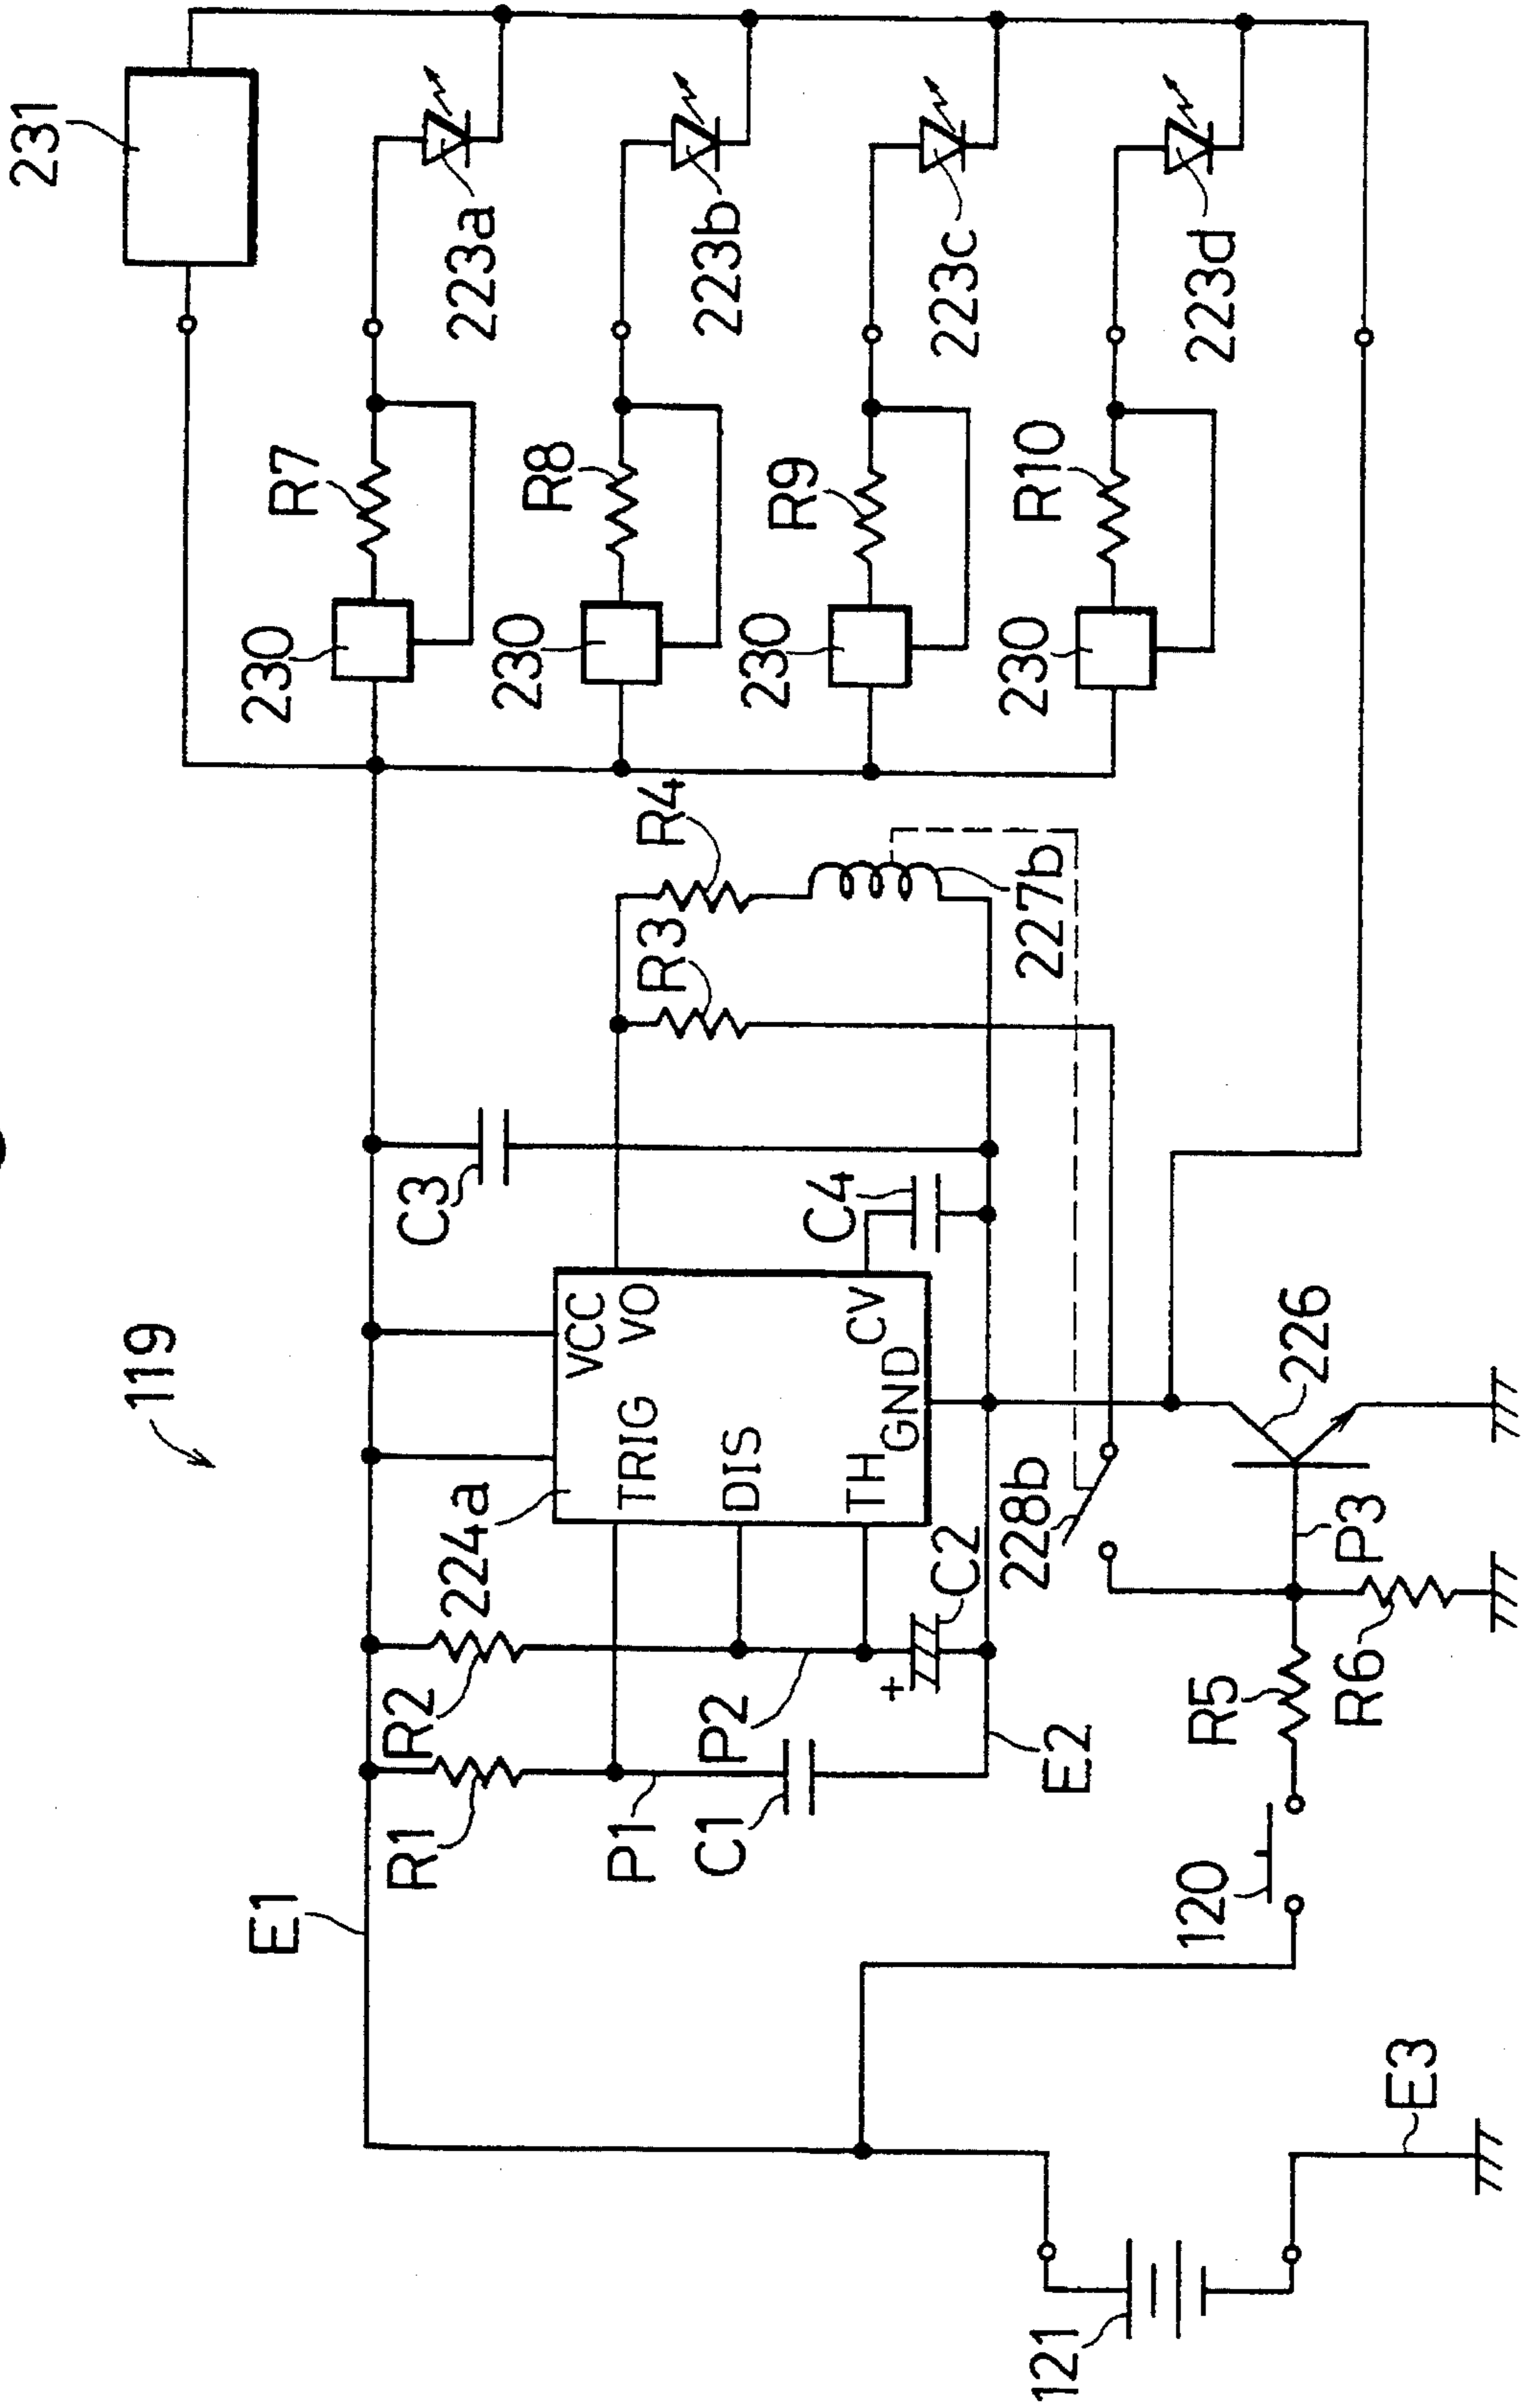 119
231
223a
223b
223c
223d
R7
R8
R9
R10
230
230
230
230
R4
R3
227b
C3
C4
VCC
VO
TRIG
DIS
CV
TH
GND
224a
228b
226
C2
P3
R2
P2
R5
R6
R1
P1
C1
E2
E1
120
E3
121
+